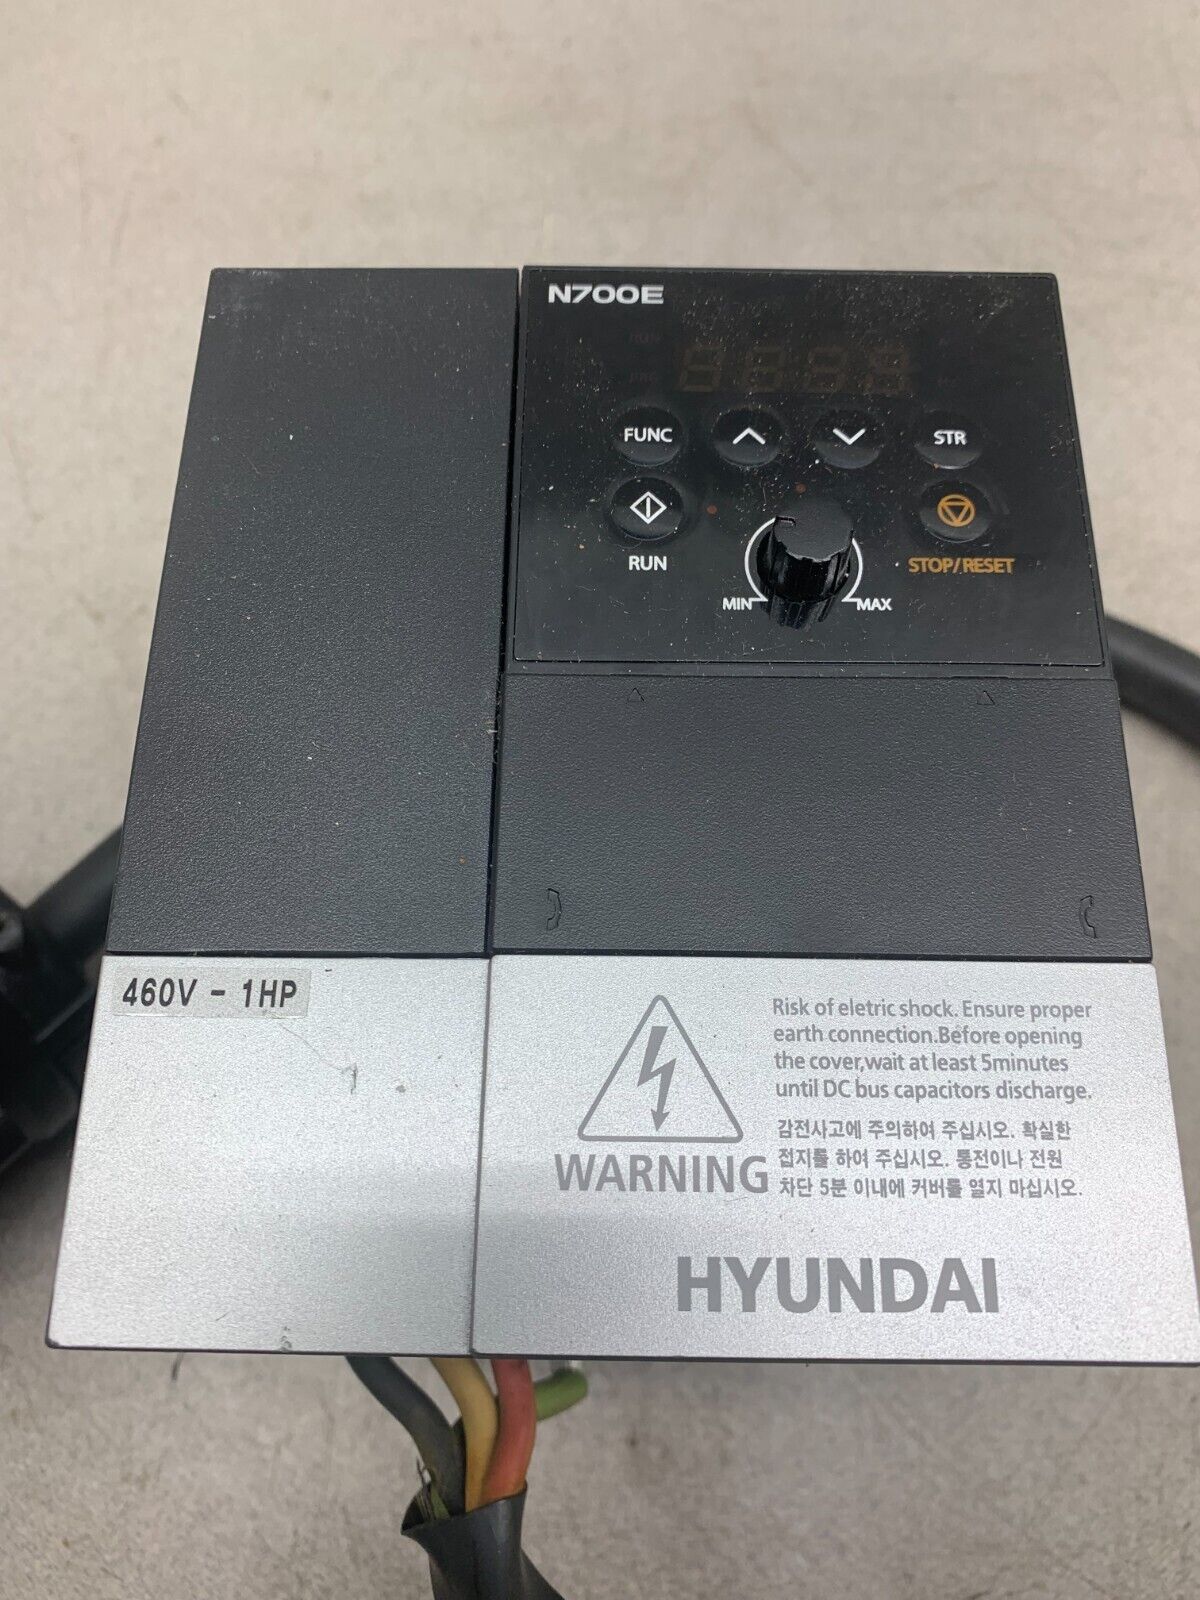 N700E
RUN
PRG
FUNC
STR
RUN
STOP/RESET
MIN
MAX
460V - 1HP
Risk of eletric shock. Ensure proper
earth connection.Before opening
the cover,wait at least 5minutes
until DC bus capacitors discharge.
감전사고에 주의하여 주십시오. 확실한
접지를 하여 주십시오. 통전이나 전원
차단 5분 이내에 커버를 열지 마십시오.
WARNING
HYUNDAI